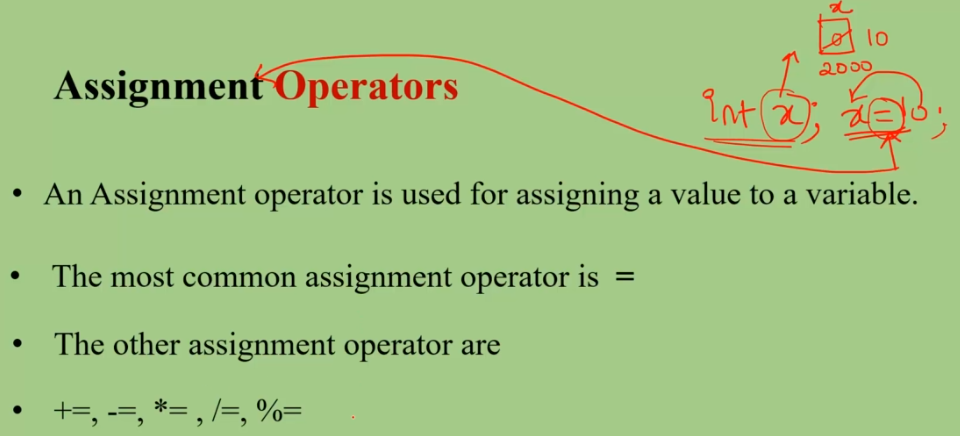 x
10
2000
Assignment Operators
int x; x=10;
• An Assignment operator is used for assigning a value to a variable.
• The most common assignment operator is =
• The other assignment operator are
• +=, -=, *= , /=, %=